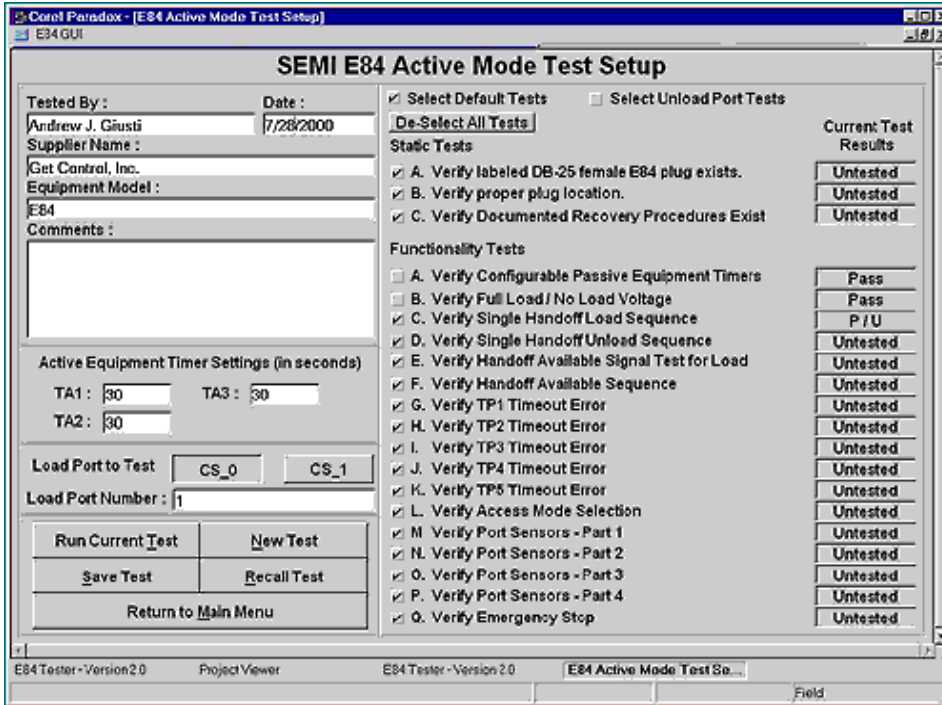 Corel Paradox - [E84 Active Mode Test Setup]
E84 GUI
SEMI E84 Active Mode Test Setup
Tested By :
Date :
Andrew J. Giusti
7/28/2000
Supplier Name :
Get Control, Inc.
Equipment Model :
E84
Comments :
Active Equipment Timer Settings (in seconds)
TA1 : 30
TA3 : 30
TA2 : 30
Load Port to Test
CS_0
CS_1
Load Port Number : 1
Run Current Test
New Test
Save Test
Recall Test
Return to Main Menu
Select Default Tests
Select Unload Port Tests
De-Select All Tests
Current Test
Results
Static Tests
A. Verify labeled DB-25 female E84 plug exists. Untested
B. Verify proper plug location. Untested
C. Verify Documented Recovery Procedures Exist Untested
Functionality Tests
A. Verify Configurable Passive Equipment Timers Pass
B. Verify Full Load / No Load Voltage Pass
C. Verify Single Handoff Load Sequence P / U
D. Verify Single Handoff Unload Sequence Untested
E. Verify Handoff Available Signal Test for Load Untested
F. Verify Handoff Available Sequence Untested
G. Verify TP1 Timeout Error Untested
H. Verify TP2 Timeout Error Untested
I. Verify TP3 Timeout Error Untested
J. Verify TP4 Timeout Error Untested
K. Verify TP5 Timeout Error Untested
L. Verify Access Mode Selection Untested
M Verify Port Sensors - Part 1 Untested
N. Verify Port Sensors - Part 2 Untested
O. Verify Port Sensors - Part 3 Untested
P. Verify Port Sensors - Part 4 Untested
Q. Verify Emergency Stop Untested
E84 Tester - Version 2.0
Project Viewer
E84 Tester - Version 2.0
E84 Active Mode Test Se...
Field